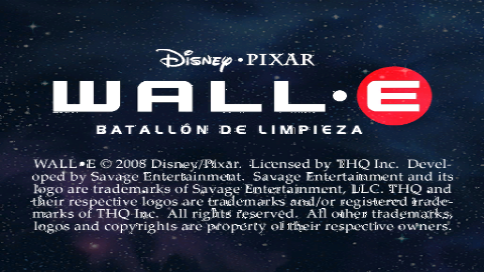 Disney • PIXAR
WALL•E
BATALLÓN DE LIMPIEZA
WALL•E © 2008 Disney/Pixar. Licensed by THQ Inc. Devel-
oped by Savage Entertainment. Savage Entertainment and its
logo are trademarks of Savage Entertainment, LLC. THQ and
their respective logos are trademarks and/or registered trade-
marks of THQ Inc. All rights reserved. All other trademarks,
logos and copyrights are property of their respective owners.